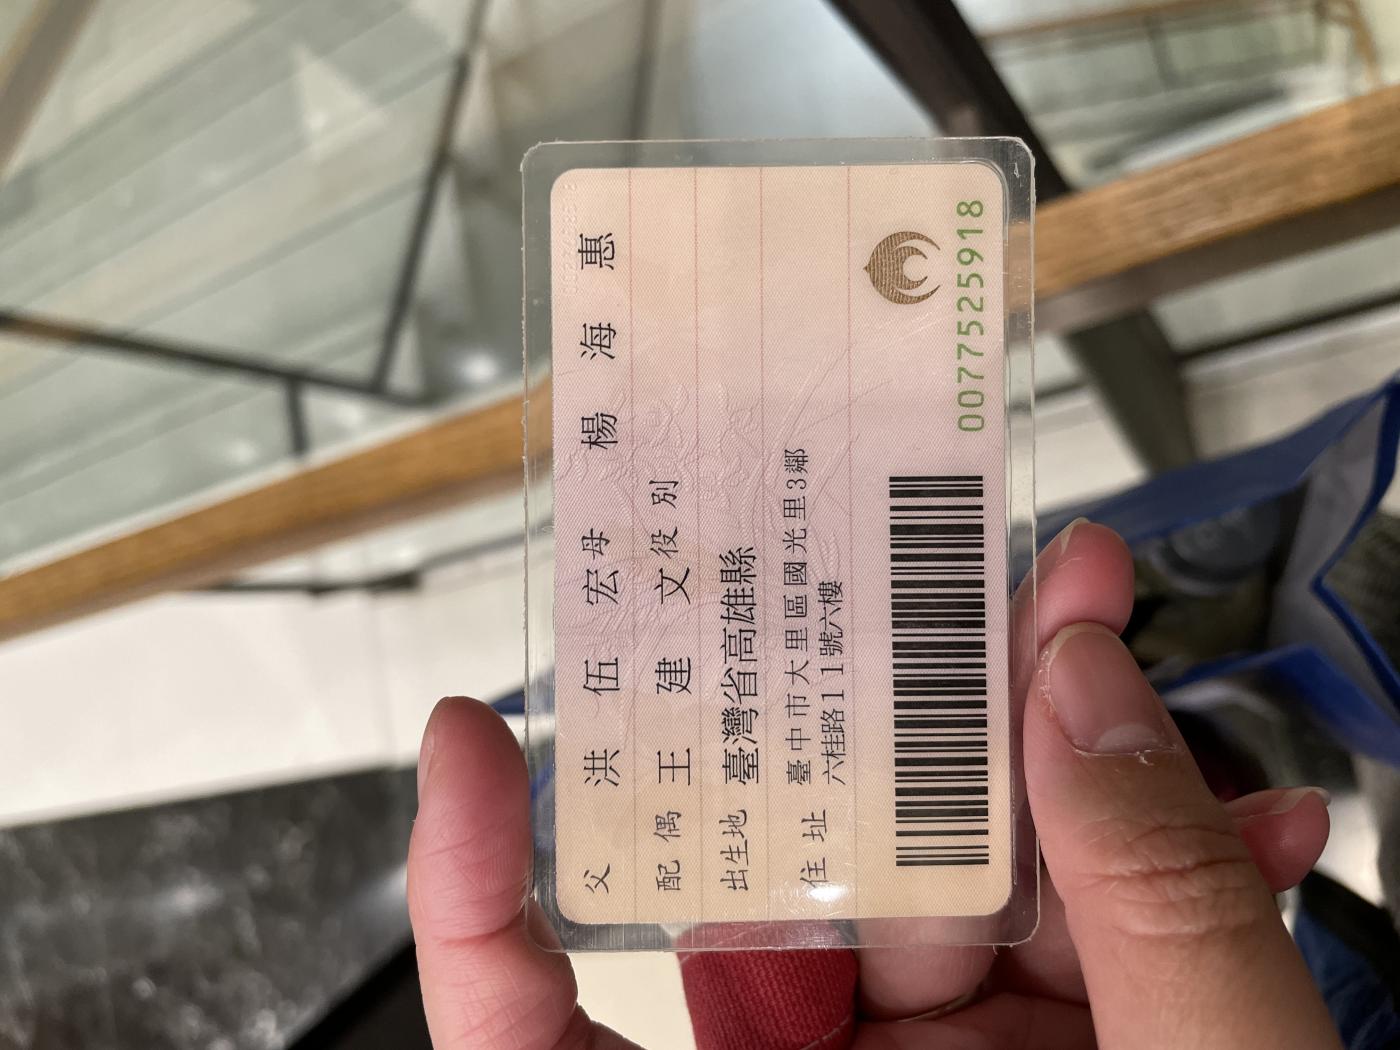 父 洪伍宏 母 楊海惠
配偶 王建文 役別
出生地 臺灣省高雄縣
住址 臺中市大里區國光里3鄰
六桂路11號六樓
0077525918